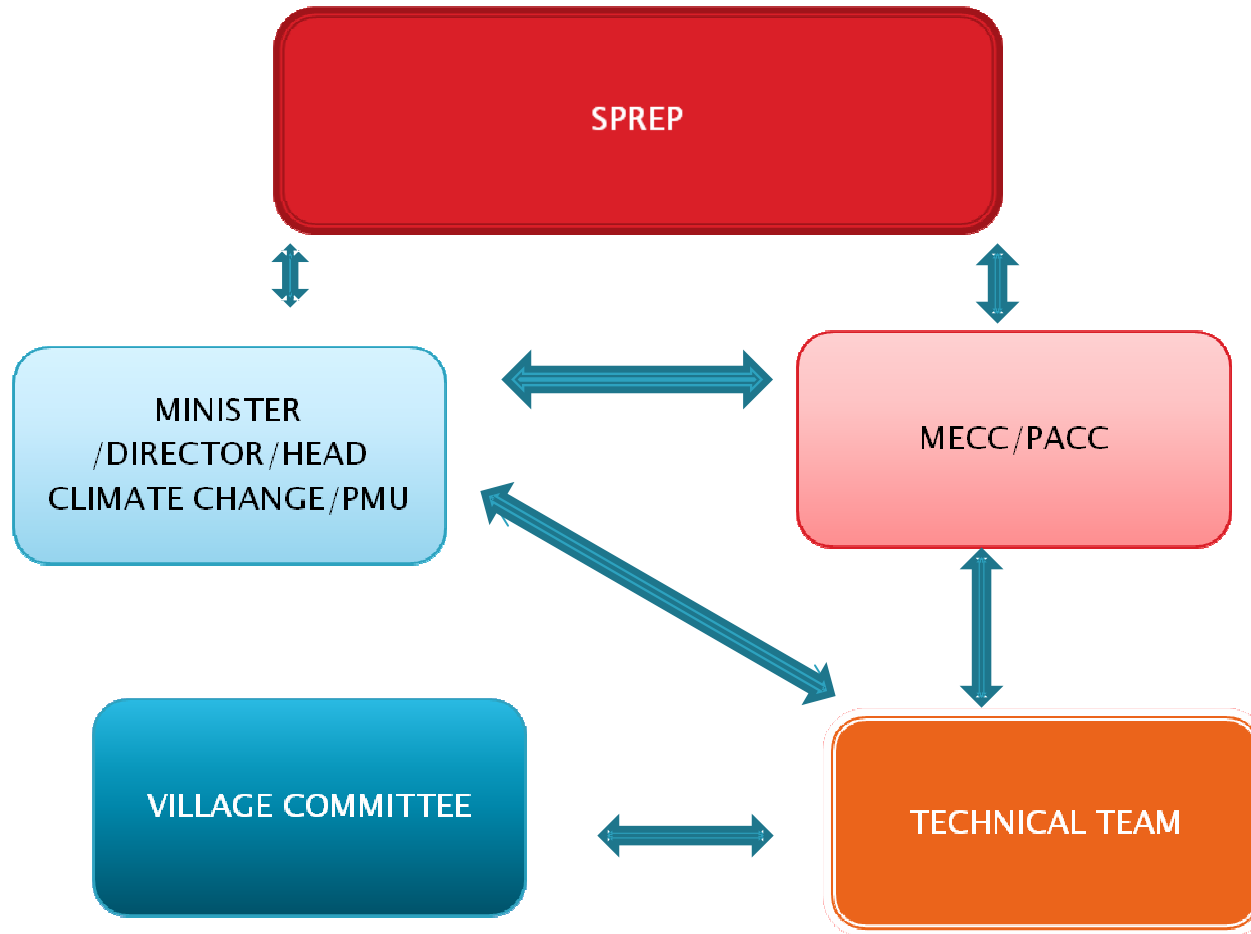 SPREP
MINISTER
/DIRECTOR/HEAD
CLIMATE CHANGE/PMU
MECC/PACC
VILLAGE COMMITTEE
TECHNICAL TEAM